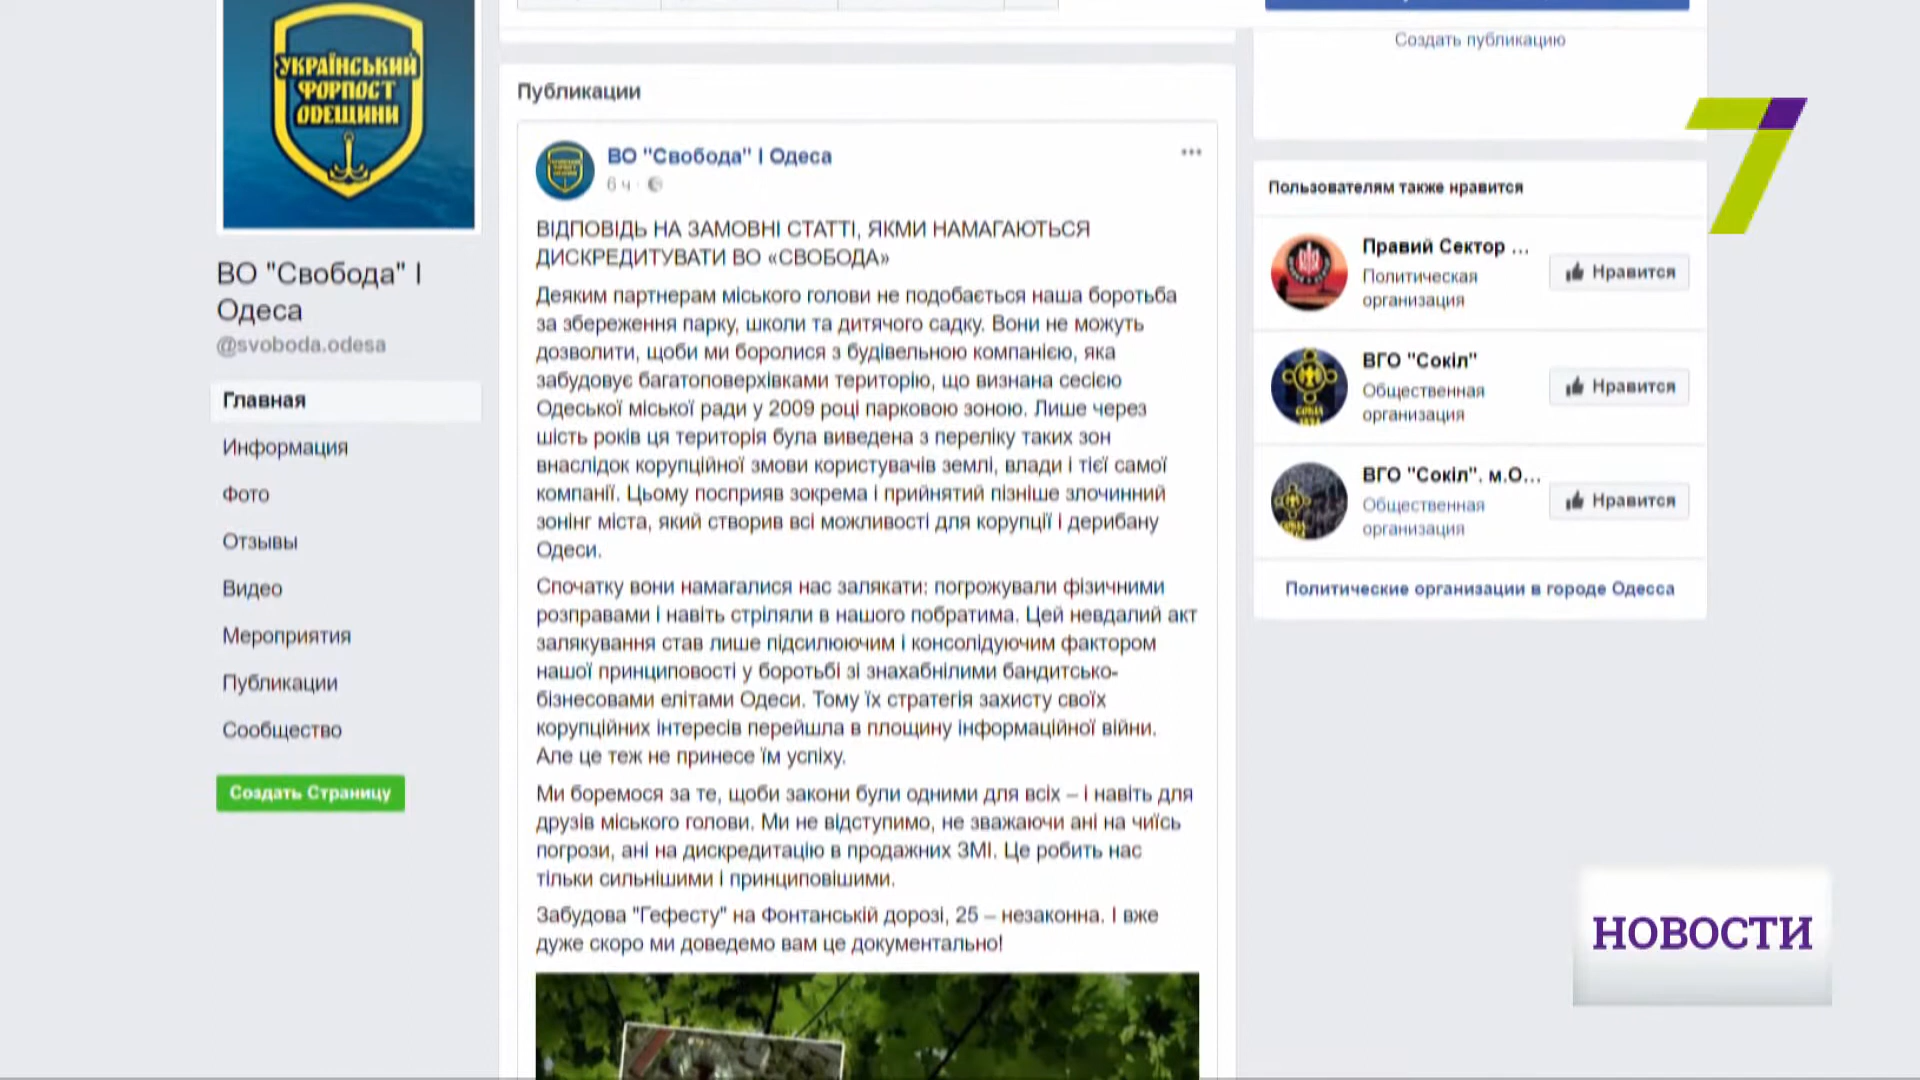 УКРАЇНСЬКИЙ
ФОРПОСТ
ОДЕЩИНИ
ВО "Свобода" І
Одеса
@svoboda.odesa
Главная
Информация
Фото
Отзывы
Видео
Мероприятия
Публикации
Сообщество
Создать Страницу
Публикации
ВО "Свобода" І Одеса
6 ч ·
ВІДПОВІДЬ НА ЗАМОВНІ СТАТТІ, ЯКМИ НАМАГАЮТЬСЯ
ДИСКРЕДИТУВАТИ ВО «СВОБОДА»
Деяким партнерам міського голови не подобається наша боротьба
за збереження парку, школи та дитячого садку. Вони не можуть
дозволити, щоби ми боролися з будівельною компанією, яка
забудовує багатоповерхівками територію, що визнана сесією
Одеської міської ради у 2009 році парковою зоною. Лише через
шість років ця територія була виведена з переліку таких зон
внаслідок корупційної змови користувачів землі, влади і тієї самої
компанії. Цьому посприяв зокрема і прийнятий пізніше злочинний
зонінг міста, який створив всі можливості для корупції і дерибану
Одеси.
Спочатку вони намагалися нас залякати: погрожували фізичними
розправами і навіть стріляли в нашого побратима. Цей невдалий акт
залякування став лише підсилюючим і консолідуючим фактором
нашої принциповості у боротьбі зі знахабнілими бандитсько-
бізнесовами елітами Одеси. Тому їх стратегія захисту своїх
корупційних інтересів перейшла в площину інформаційної війни.
Але це теж не принесе їм успіху.
Ми боремося за те, щоби закони були одними для всіх – і навіть для
друзів міського голови. Ми не відступимо, не зважаючи ані на чиїсь
погрози, ані на дискредитацію в продажних ЗМІ. Це робить нас
тільки сильнішими і принциповішими.
Забудова "Гефесту" на Фонтанській дорозі, 25 – незаконна. І вже
дуже скоро ми доведемо вам це документально!
Создать публикацию
7
Пользователям также нравится
Правий Сектор ...
Политическая
организация
Нравится
ВГО "Сокіл"
Общественная
организация
Нравится
ВГО "Сокіл". м.О...
Общественная
организация
Нравится
Политические организации в городе Одесса
НОВОСТИ